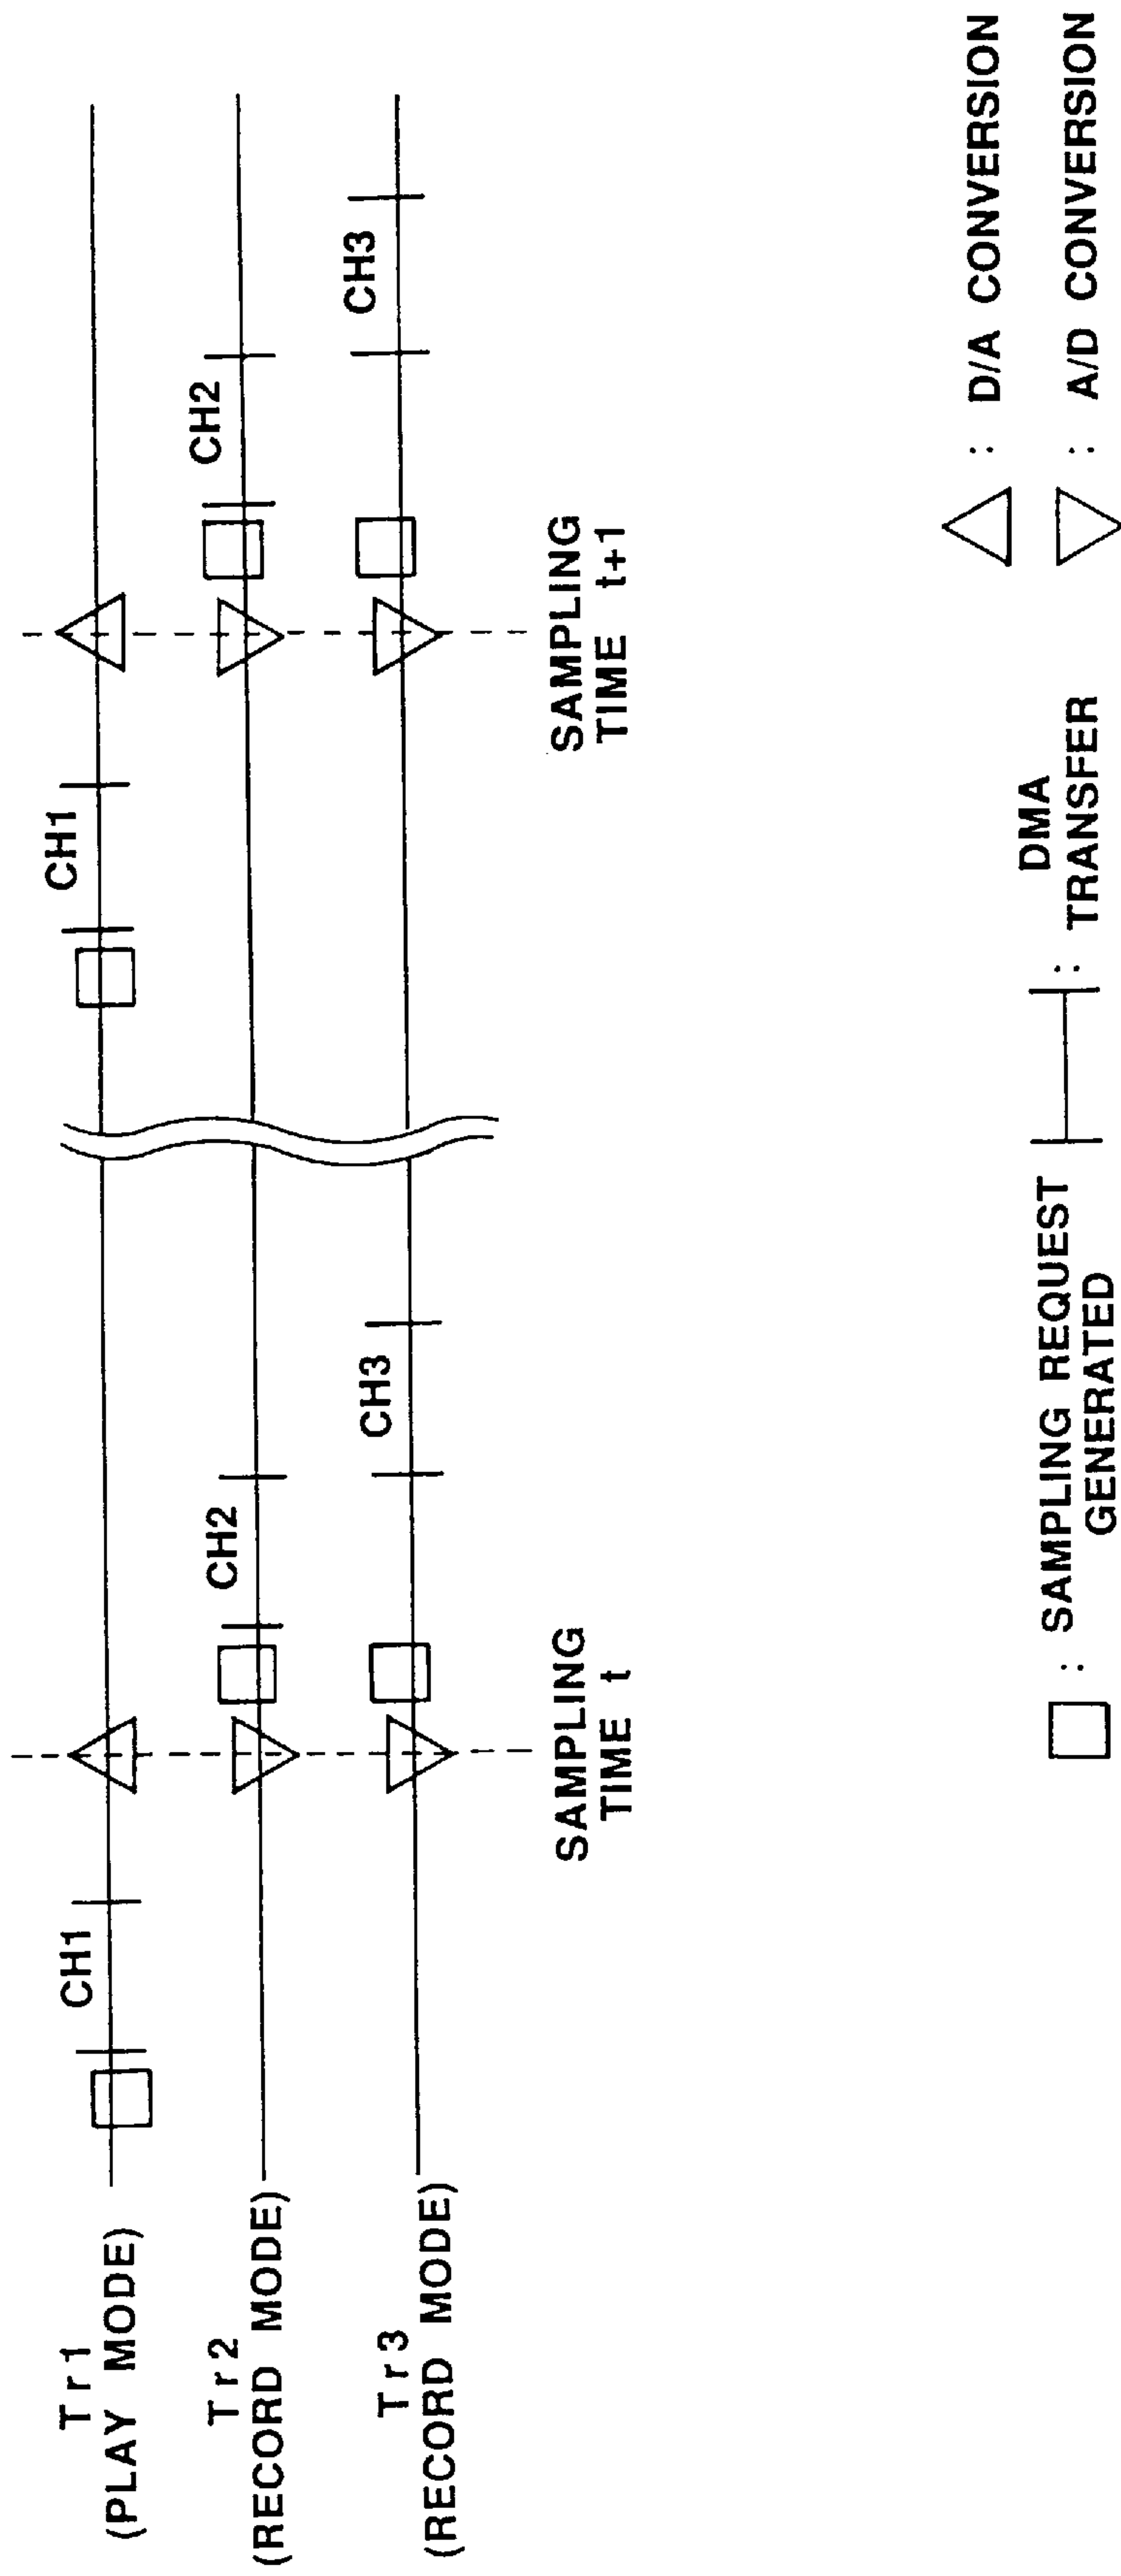 Tr1
(PLAY MODE)
CH1
CH1
Tr2
(RECORD MODE)
CH2
CH2
Tr3
(RECORD MODE)
CH3
CH3
SAMPLING
TIME t
SAMPLING
TIME t+1
: D/A CONVERSION
: SAMPLING REQUEST
GENERATED
: DMA
TRANSFER
: A/D CONVERSION